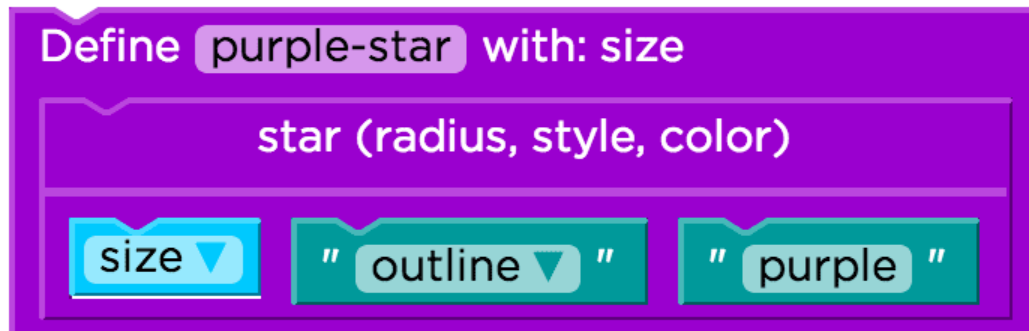 Define purple-star with: size
star (radius, style, color)
size ▼ " outline ▼ " " purple "